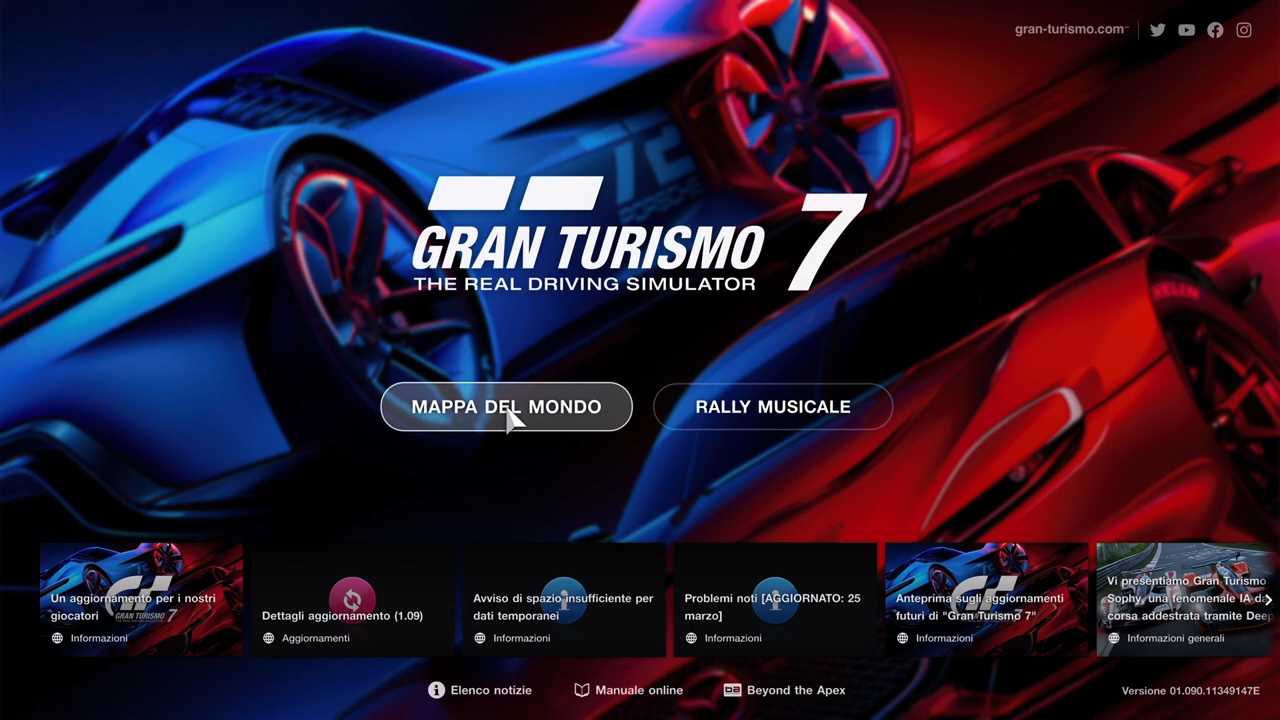 gran-turismo.com
GRAN TURISMO 7
THE REAL DRIVING SIMULATOR
MAPPA DEL MONDO
RALLY MUSICALE
Un aggiornamento per i nostri
giocatori
Informazioni
Dettagli aggiornamento (1.09)
Aggiornamenti
Avviso di spazio insufficiente per
dati temporanei
Informazioni
Problemi noti [AGGIORNATO: 25
marzo]
Informazioni
Anteprima sugli aggiornamenti
futuri di "Gran Turismo 7"
Informazioni
Vi presentiamo Gran Turismo
Sophy una fenomenale IA da
corsa addestrata tramite Deep
Informazioni generali
Elenco notizie
Manuale online
Beyond the Apex
Versione 01.090.11349147E